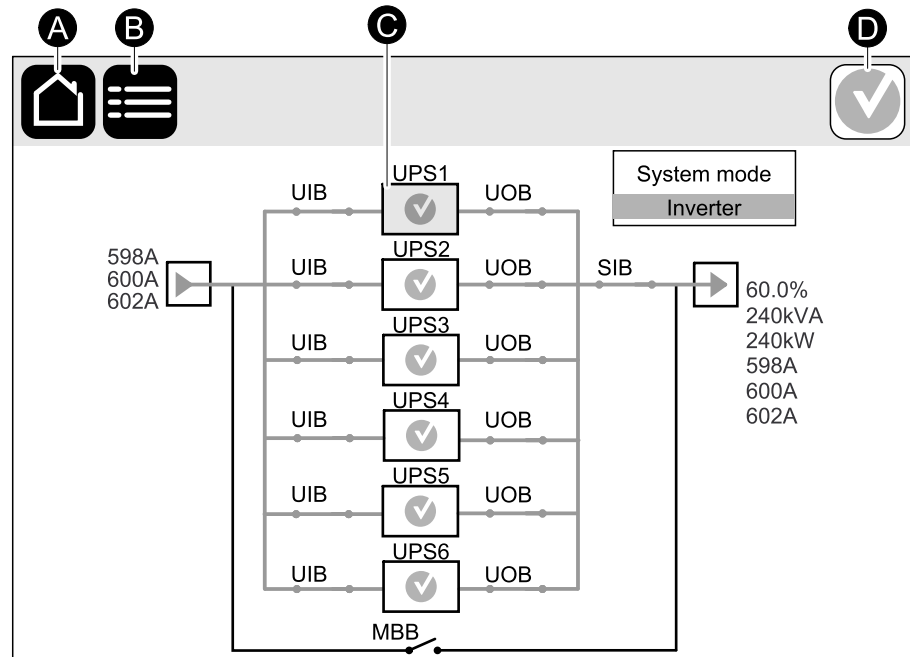 A
B
C
D
UPS1
UIB
UOB
System mode
Inverter
UPS2
598A
600A
602A
UIB
UOB
SIB
60.0%
240kVA
240kW
598A
600A
602A
UPS3
UIB
UOB
UPS4
UIB
UOB
UPS5
UIB
UOB
UPS6
UIB
UOB
MBB